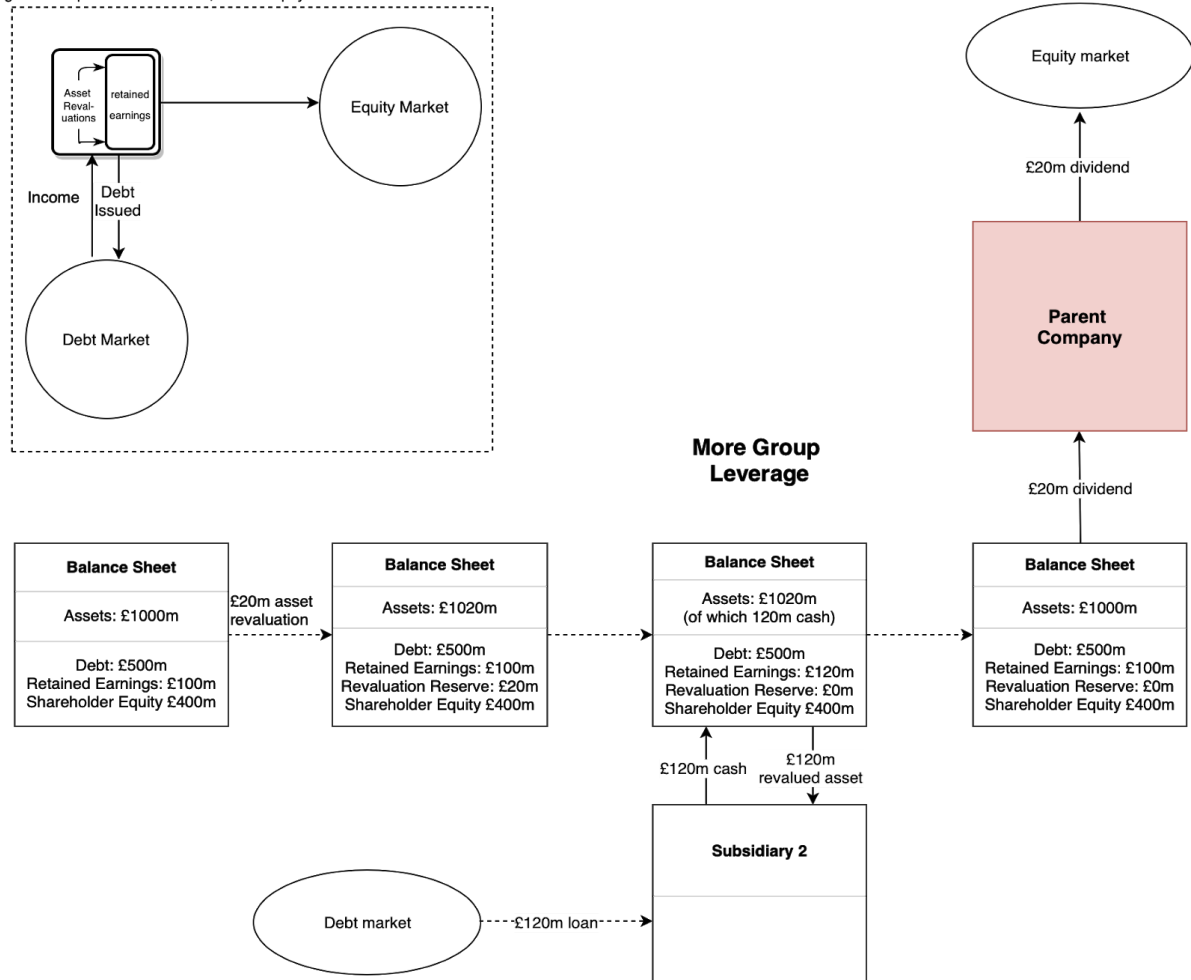 Asset
Reval-
uations
retained
earnings
Equity Market
Income
Debt
Issued
Debt Market
Equity market
£20m dividend
Parent
Company
£20m dividend
More Group
Leverage
Balance Sheet
Assets: £1000m
Debt: £500m
Retained Earnings: £100m
Shareholder Equity £400m
£20m asset
revaluation
Balance Sheet
Assets: £1020m
Debt: £500m
Retained Earnings: £100m
Revaluation Reserve: £20m
Shareholder Equity £400m
Balance Sheet
Assets: £1020m
(of which 120m cash)
Debt: £500m
Retained Earnings: £120m
Revaluation Reserve: £0m
Shareholder Equity £400m
Balance Sheet
Assets: £1000m
Debt: £500m
Retained Earnings: £100m
Revaluation Reserve: £0m
Shareholder Equity £400m
£120m cash
£120m
revalued asset
Subsidiary 2
Debt market
£120m loan